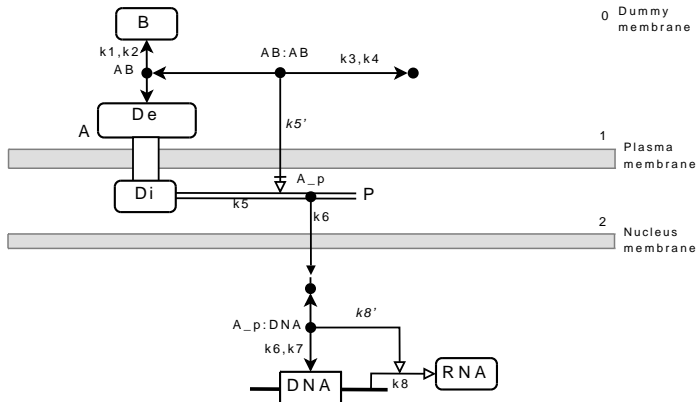 B
0 Dummy
membrane
k1,k2
AB:AB
k3,k4
AB
De
A
k5'
1
Plasma
membrane
A_p
Di
P
k5
k6
2
Nucleus
membrane
A_p:DNA
k8'
k6,k7
DNA
k8
RNA